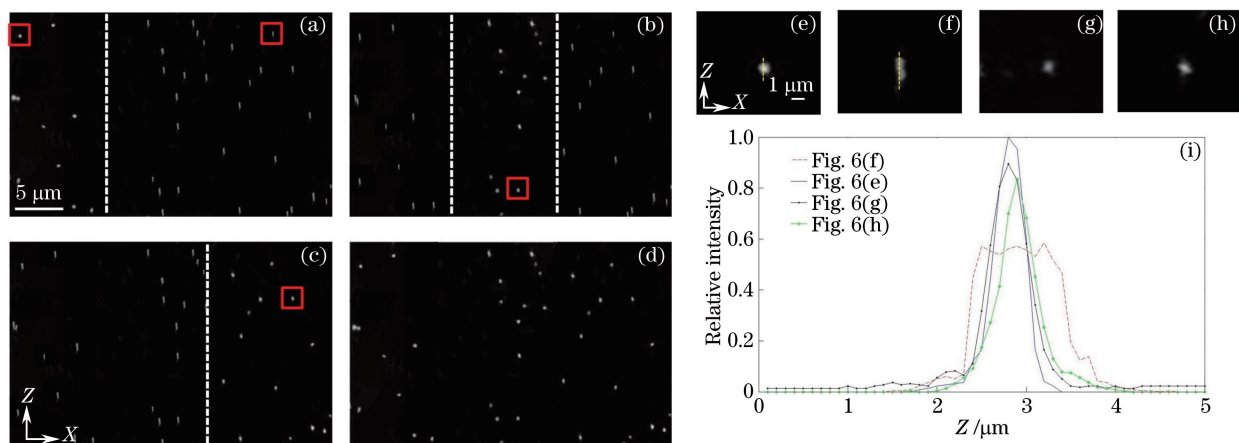 (a)
5 μm
(b)
(c)
Z
X
(d)
(e)
Z
X
1 μm
(f)
(g)
(h)
(i)
Relative intensity
1.0
0.8
0.6
0.4
0.2
0
Fig. 6(f)
Fig. 6(e)
Fig. 6(g)
Fig. 6(h)
0 1 2 3 4 5
Z /μm